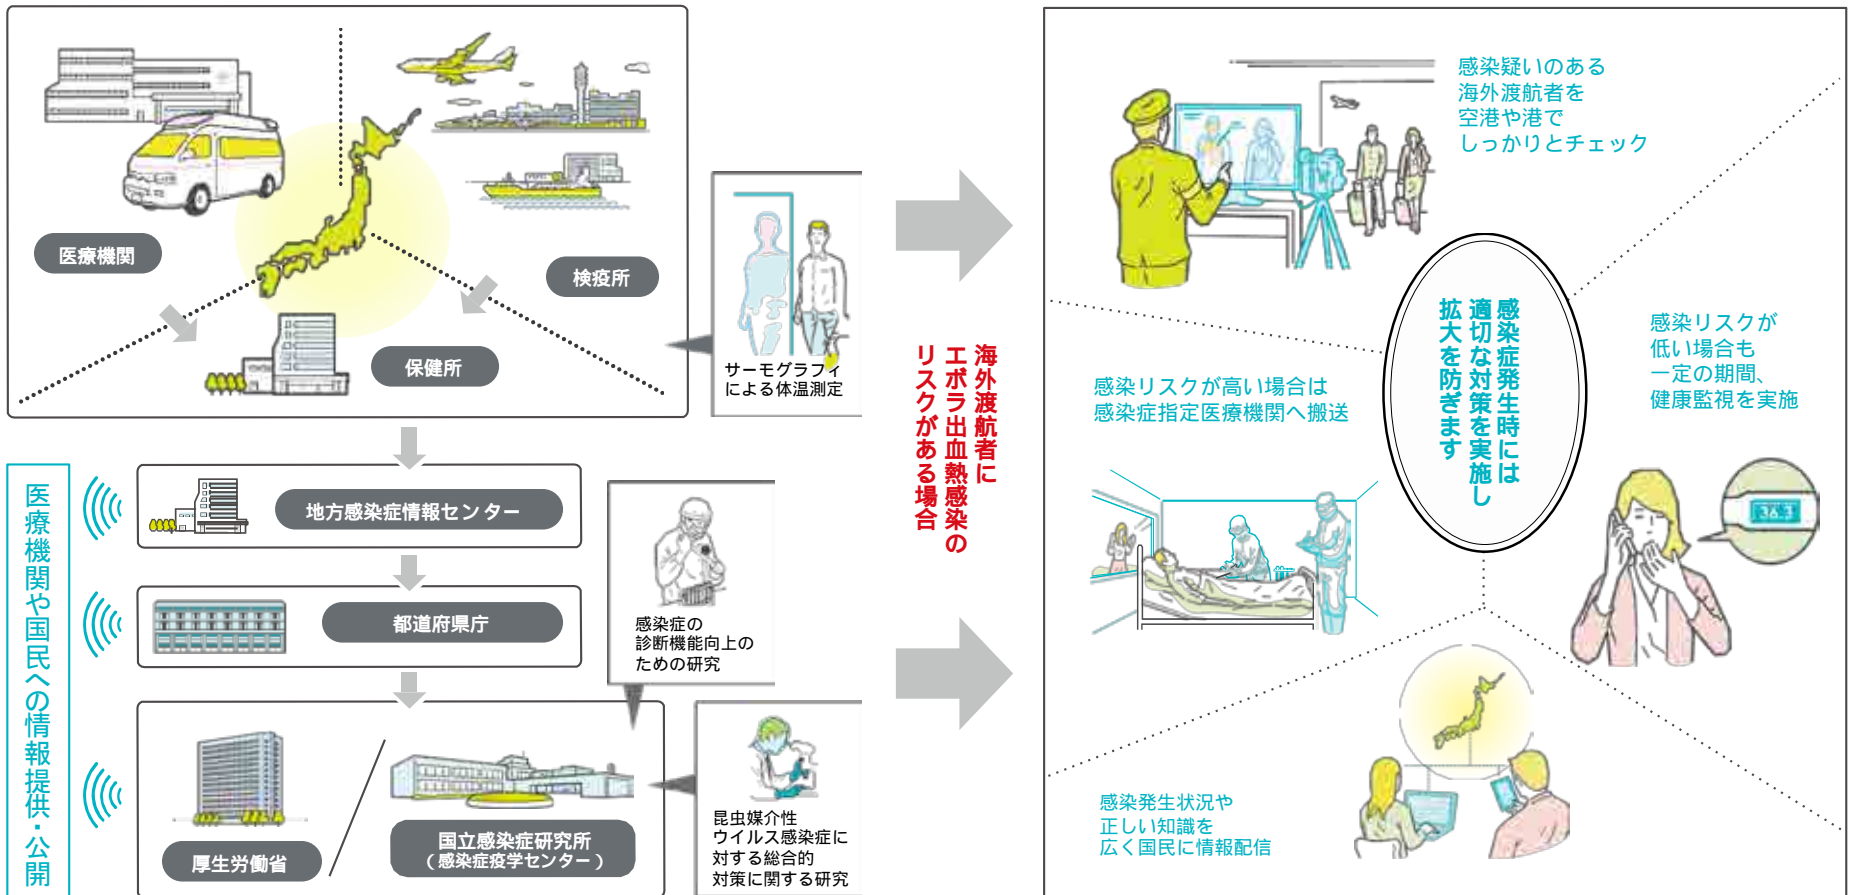 医療機関
検疫所
保健所
サーモグラフィ
による体温測定
地方感染症情報センター
都道府県庁
厚生労働省
国立感染症研究所
(感染症疫学センター)
感染症の
診断機能向上の
ための研究
昆虫媒介性
ウイルス感染症に
対する総合的
対策に関する研究
医療機関や国民への情報提供・公開
海外渡航者に
エボラ出血熱感染の
リスクがある場合
感染疑いのある
海外渡航者を
空港や港で
しっかりとチェック
感染症発生時には
適切な対策を実施し
拡大を防ぎます
感染リスクが
低い場合も
一定の期間、
健康監視を実施
36.3
感染リスクが高い場合は
感染症指定医療機関へ搬送
感染発生状況や
正しい知識を
広く国民に情報配信